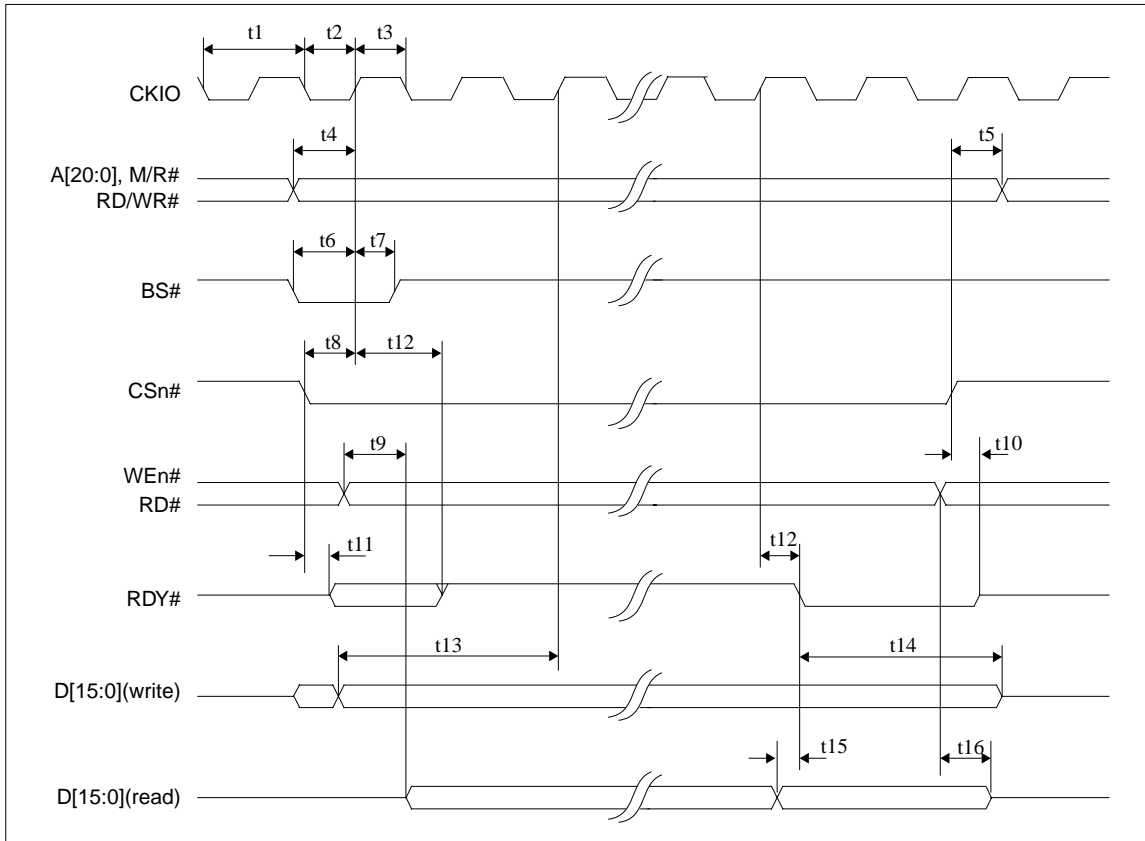 t1 t2 t3
CKIO
t4 t5
A[20:0], M/R#
RD/WR#
t6 t7
BS#
t8 t12
CSn#
t9 t10
WEn#
RD#
t11 t12
RDY#
t13 t14
D[15:0](write)
t15 t16
D[15:0](read)